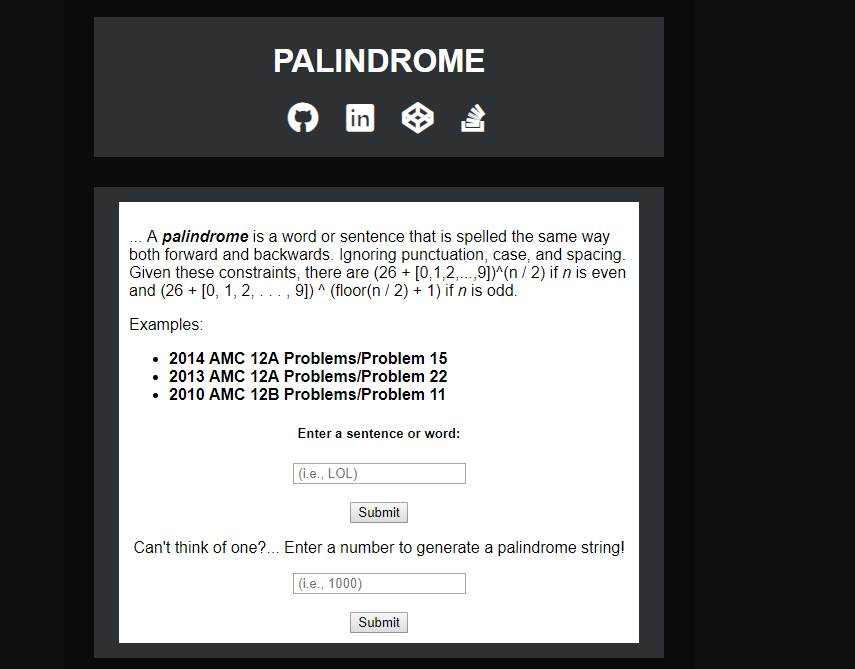 PALINDROME
in
... A palindrome is a word or sentence that is spelled the same way
both forward and backwards. Ignoring punctuation, case, and spacing.
Given these constraints, there are (26 + [0,1,2,...,9])^(n / 2) if n is even
and (26 + [0, 1, 2, . . . , 9]) ^ (floor(n / 2) + 1) if n is odd.
Examples:
• 2014 AMC 12A Problems/Problem 15
• 2013 AMC 12A Problems/Problem 22
• 2010 AMC 12B Problems/Problem 11
Enter a sentence or word:
(i.e., LOL)
Submit
Can't think of one?... Enter a number to generate a palindrome string!
(i.e., 1000)
Submit